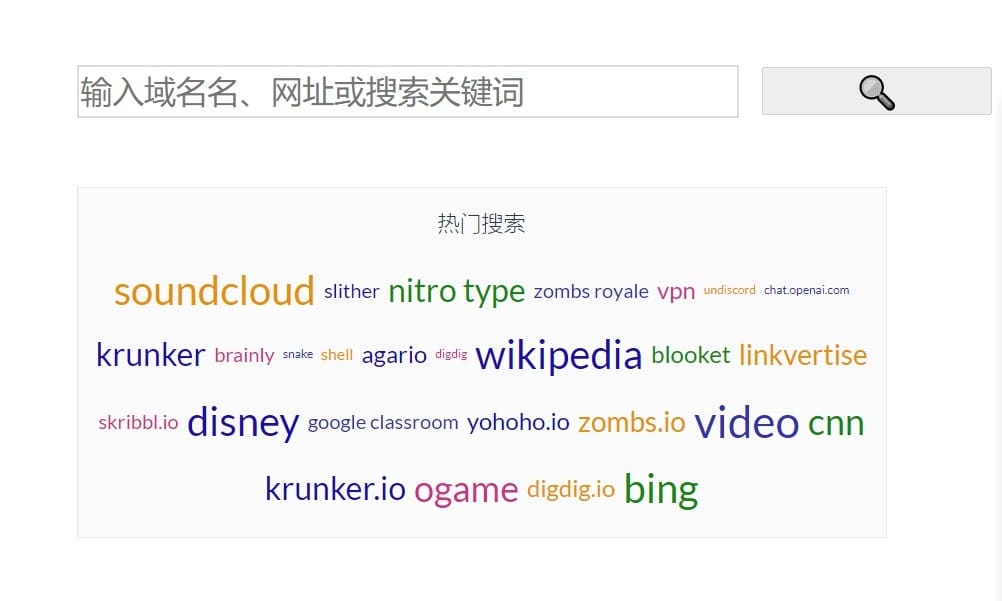 输入域名名、网址或搜索关键词
热门搜索
soundcloud slither nitro type zombs royale vpn undiscord chat.openai.com
krunker brainly snake shell agario digdig wikipedia blooket linkvertise
skribbl.io disney google classroom yohoho.io zombs.io video cnn
krunker.io ogame digdig.io bing